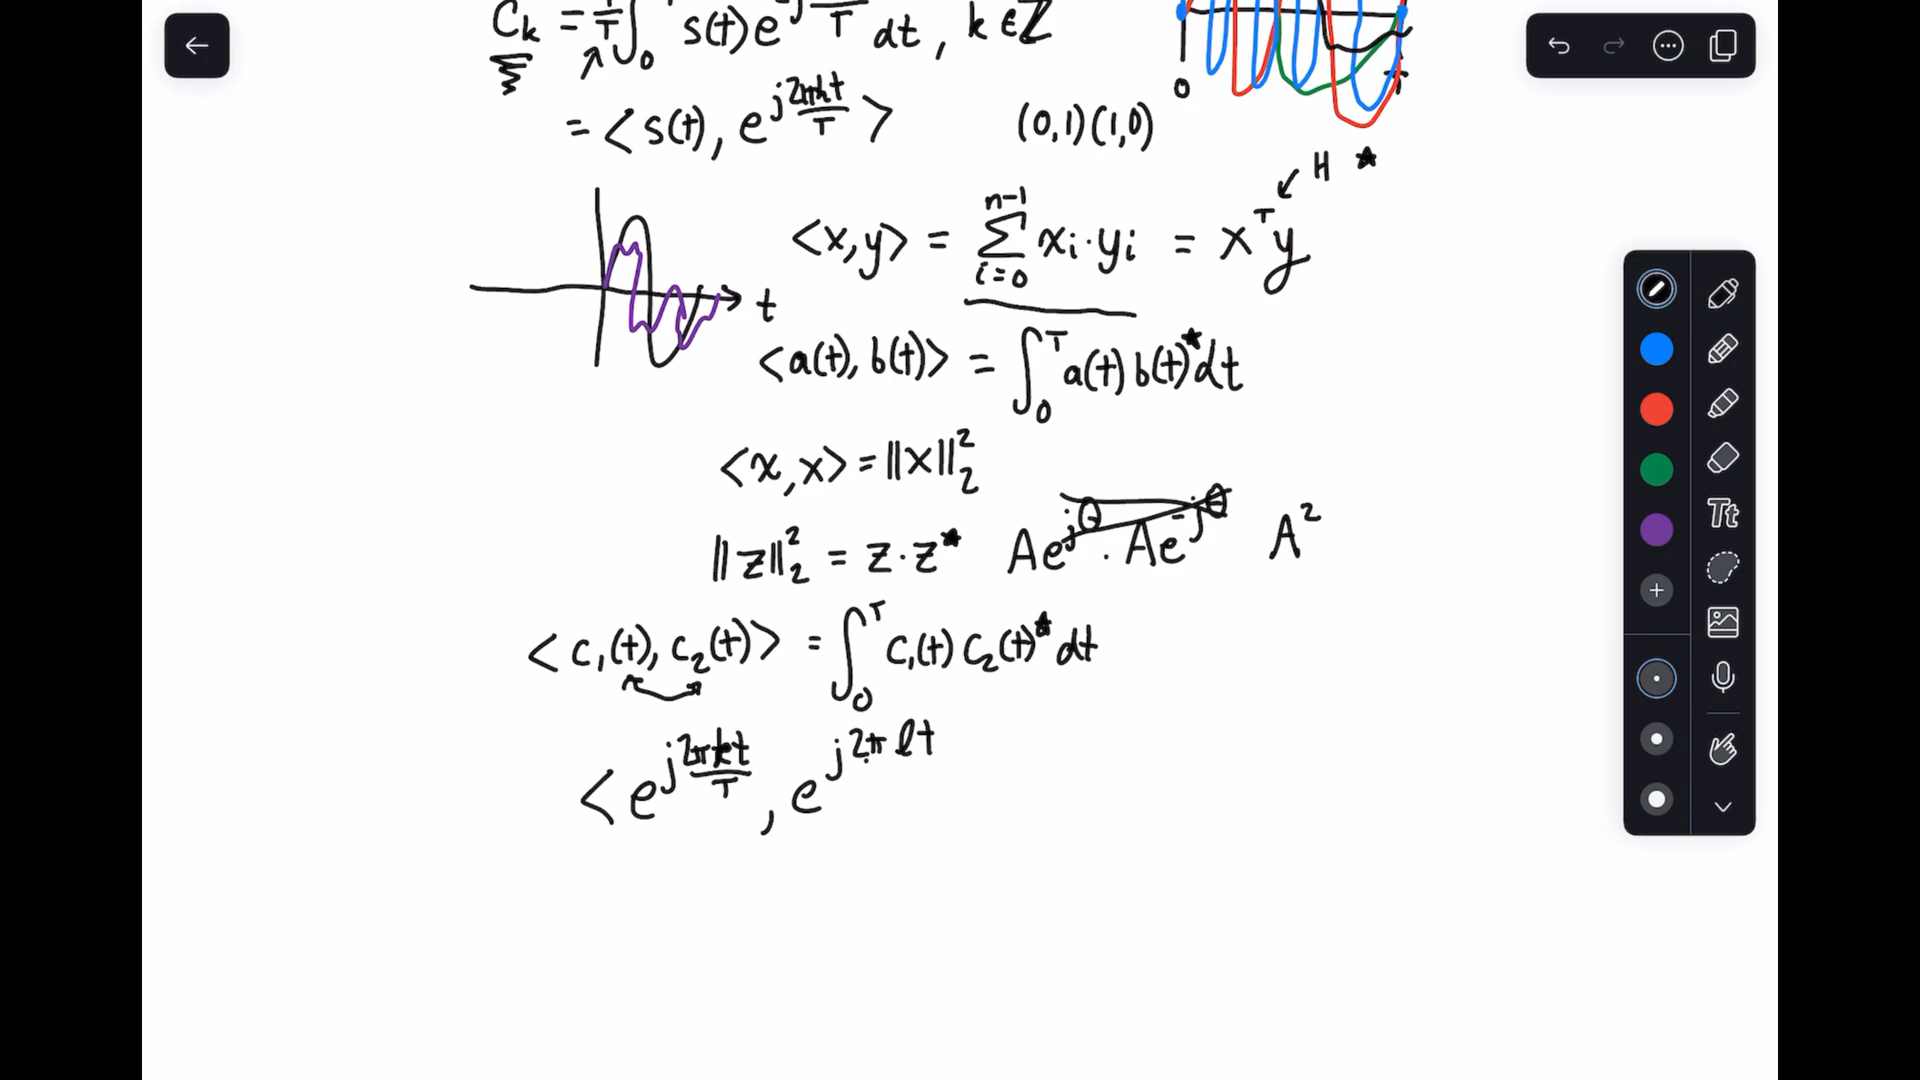 C_k = 1/T ∫_0 s(t) e^{-j /T} dt , k ∈ ℤ
= < s(t), e^{j2πkt/T} >
(0,1)(1,0)
0
H *
<x,y> = Σ_{i=0}^{n-1} x_i · y_i = x^T y
t
<a(t), b(t)> = ∫_0^T a(t) b(t)* dt
<x,x> = ||x||_2^2
||z||_2^2 = z · z* Ae^{jθ} · Ae^{-jθ} A^2
< c_1(t), c_2(t) > = ∫_0^T c_1(t) c_2(t)* dt
< e^{j2πkt/T} , e^{j2πlt}
Tt